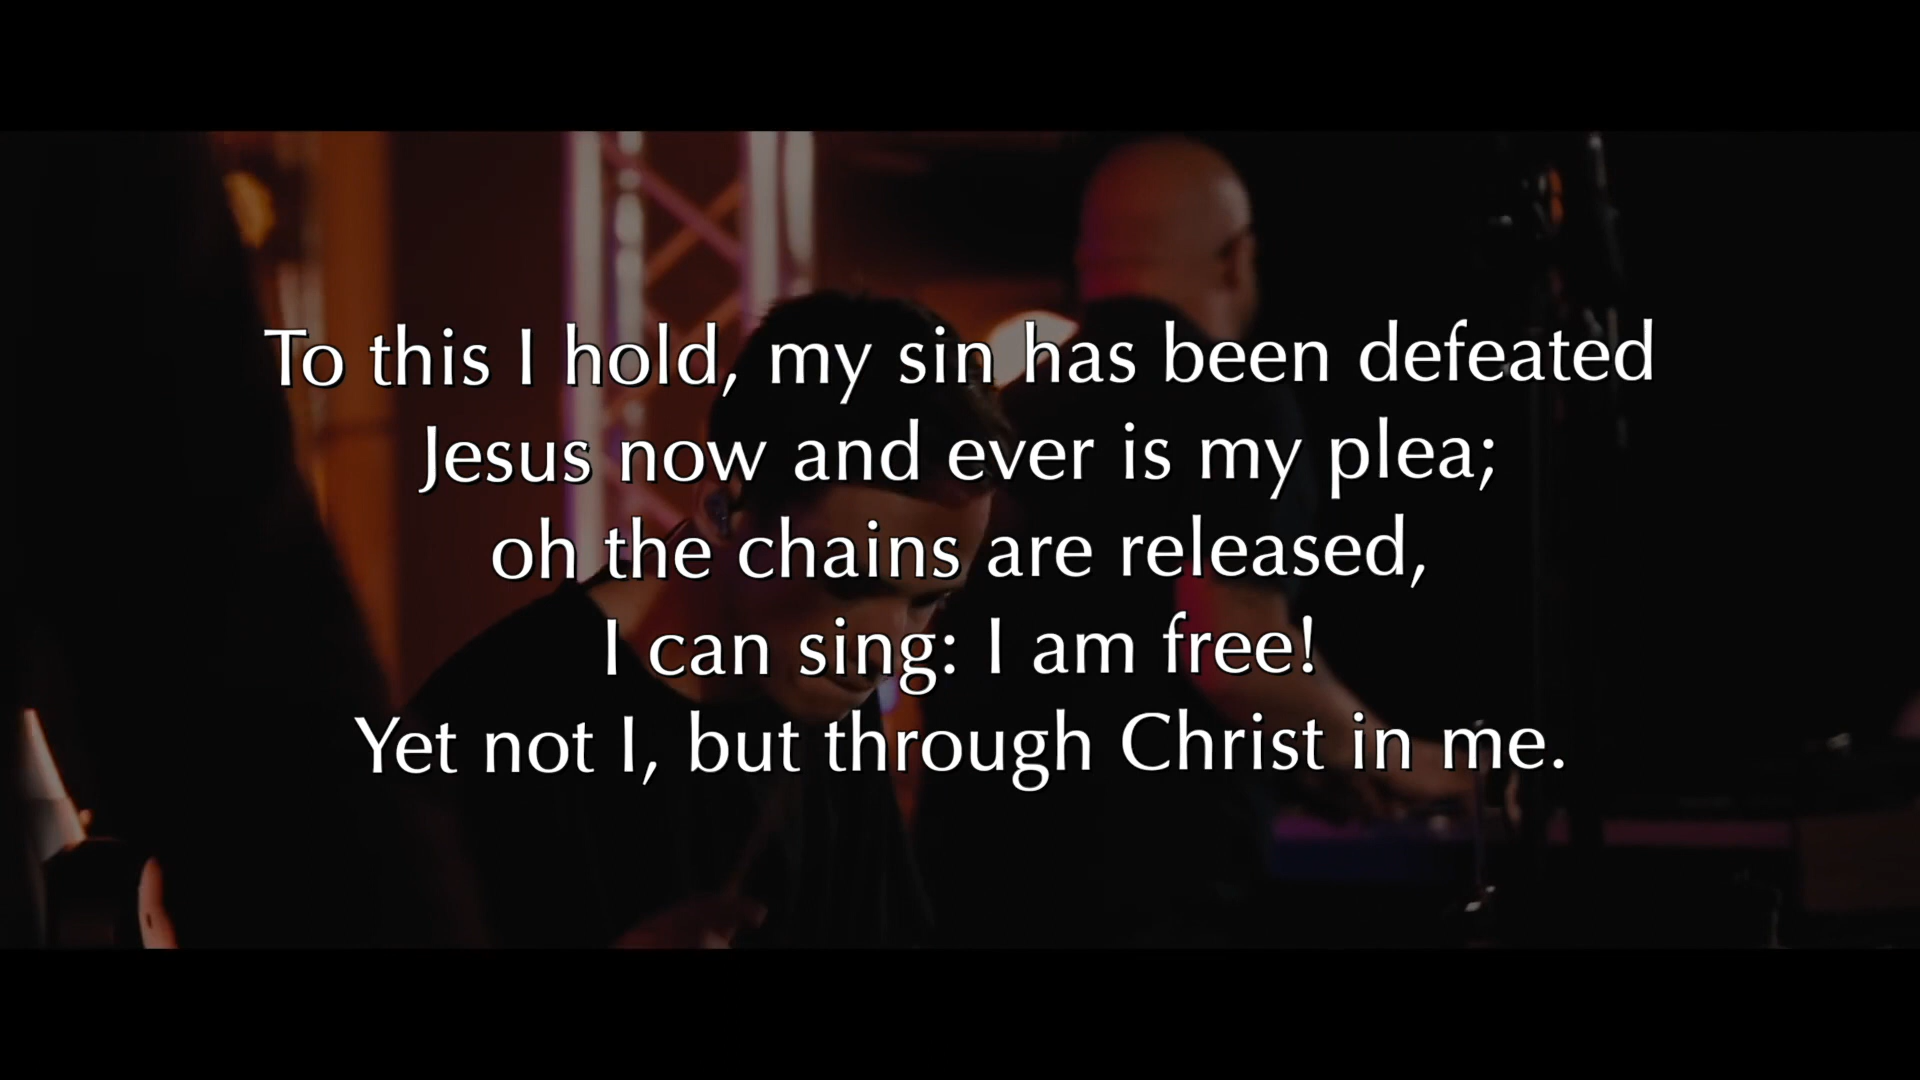 To this I hold, my sin has been defeated
Jesus now and ever is my plea;
oh the chains are released,
I can sing: I am free!
Yet not I, but through Christ in me.